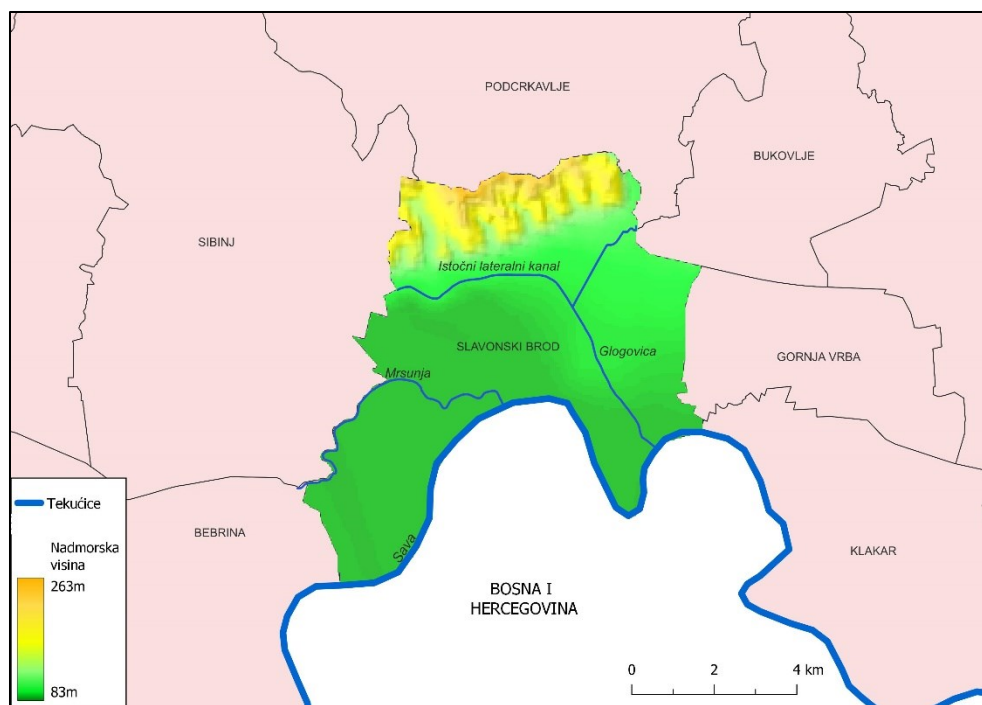 PODCRKAVLJE
BUKOVLJE
SIBINJ
Istočni lateralni kanal
SLAVONSKI BROD
Glogovica
GORNJA VRBA
Mrsunja
Tekućice
BEBRINA
Sava
KLAKAR
Nadmorska
visina
263m
83m
BOSNA I
HERCEGOVINA
0 2 4 km